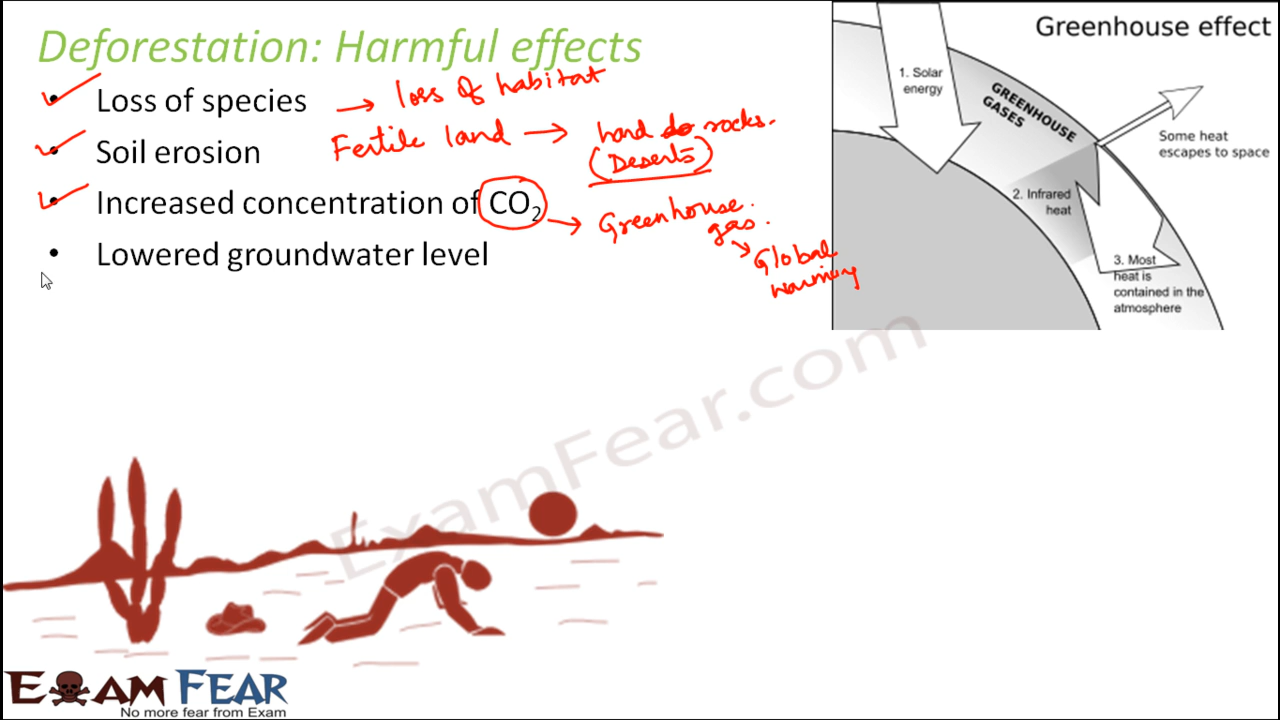 Deforestation: Harmful effects
• Loss of species → loss of habitat
• Soil erosion Fertile land → hard do rocks.
(Deserts)
• Increased concentration of CO₂ → Greenhouse gas.
→ Global warming
• Lowered groundwater level
Greenhouse effect
1. Solar
energy
GREENHOUSE
GASES
Some heat
escapes to space
2. Infrared
heat
3. Most
heat is
contained in the
atmosphere
ExamFear.com
EXAM FEAR
No more fear from Exam